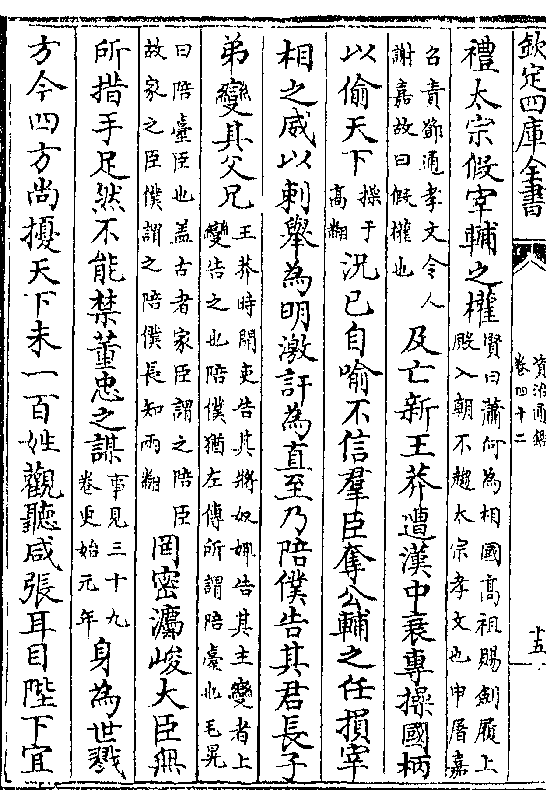 欽定四庫全書
資治通鑑
卷四十二
十五
禮太宗假宰輔之權賢曰蕭何為相國高祖賜劍履上殿入朝不趨太宗孝文也申屠嘉
召責鄧通孝文令人謝嘉故曰假權也及亡新王莽遭漢中衰專操國柄
以偷天下操千高翻況已自喻不信羣臣奪公輔之任損宰
相之威以刺舉為明激訐為直至乃陪僕告其君長子
弟變其父兄王莽時開吏告其將奴婢告其主變者上變告之也陪僕猶左傳所謂陪臺也毛晃
曰陪臺臣也盖古者家臣謂之陪臣故家之臣僕謂之陪僕長知兩翻罔密灋峻大臣無
所措手足然不能禁董忠之謀事見三十九卷更始元年身為世戮
方今四方尚擾天下未一百姓觀聽咸張耳目陛下宜